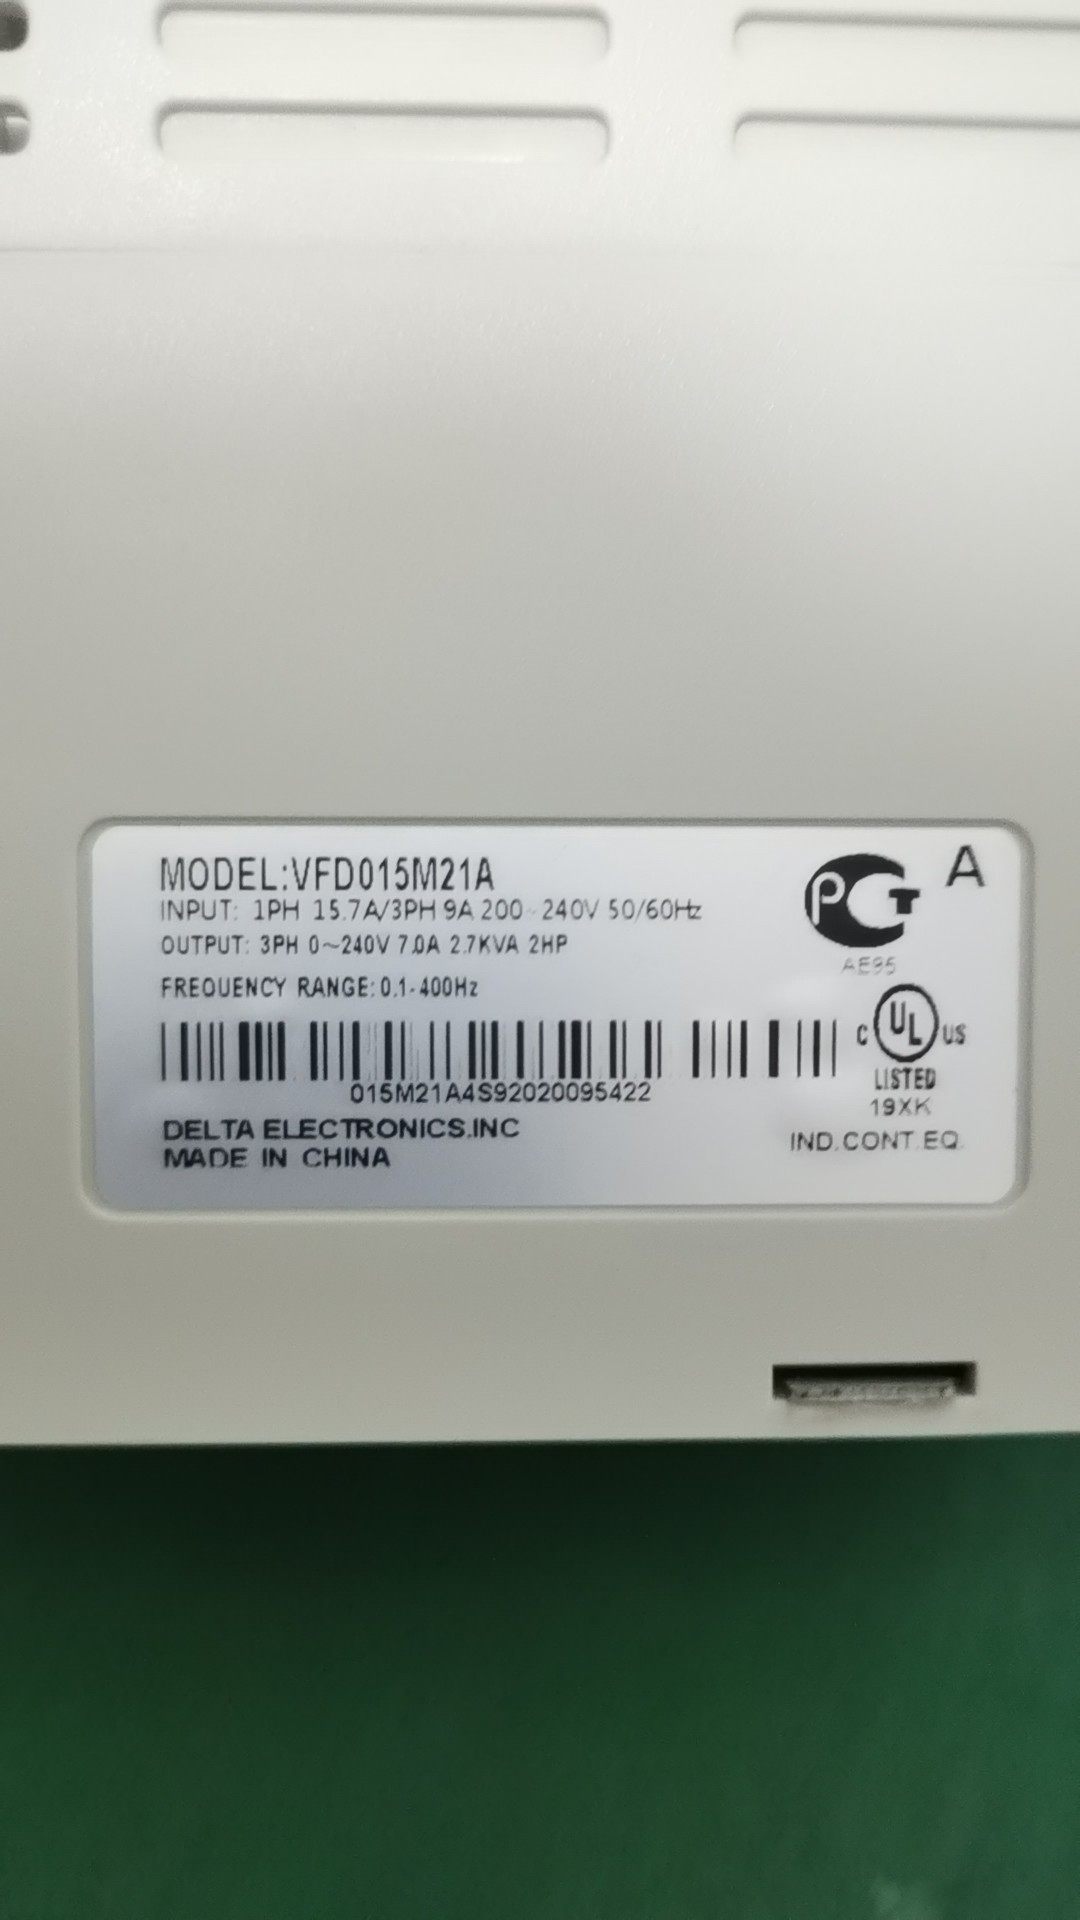 MODEL:VFD015M21A
A
INPUT: 1PH 15.7A/3PH 9A 200~240V 50/60Hz
OUTPUT: 3PH 0~240V 7.0A 2.7KVA 2HP
FREQUENCY RANGE: 0.1-400Hz
PCT
AE95
C UL US
LISTED
19XK
IND.CONT.EQ.
015M21A4S92020095422
DELTA ELECTRONICS.INC
MADE IN CHINA